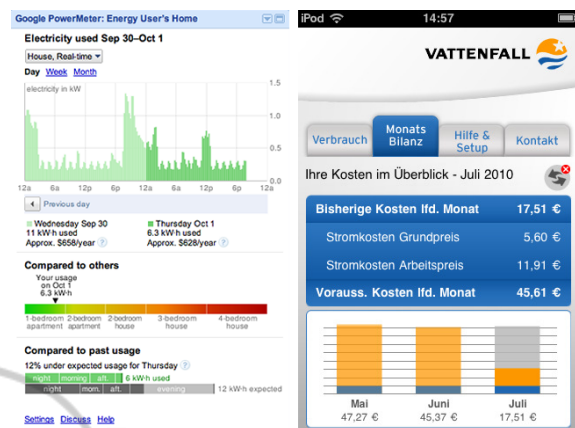 Google PowerMeter: Energy User's Home
Electricity used Sep 30–Oct 1
House, Real-time
Day Week Month
electricity in kW
1.5
1.0
0.5
0.0
12a 6a 12p 6p 12a 6a 12p 6p 12a
Previous day
Wednesday Sep 30
11 kW·h used
Approx. $658/year ?
Thursday Oct 1
6.3 kW·h used
Approx. $628/year ?
Compared to others
Your usage
on Oct 1
6.3 kW·h
1-bedroom apartment
2-bedroom apartment
2-bedroom house
3-bedroom house
4-bedroom house
Compared to past usage
12% under expected usage for Thursday ?
night morning aft. 6 kW·h used
night morn. aft. evening 12 kW·h expected
Settings Discuss Help
iPod 14:57
VATTENFALL
Verbrauch
Monats Bilanz
Hilfe & Setup
Kontakt
Ihre Kosten im Überblick - Juli 2010
Bisherige Kosten lfd. Monat 17,51 €
Stromkosten Grundpreis 5,60 €
Stromkosten Arbeitspreis 11,91 €
Vorauss. Kosten lfd. Monat 45,61 €
Mai Juni Juli
47,27 € 45,37 € 17,51 €